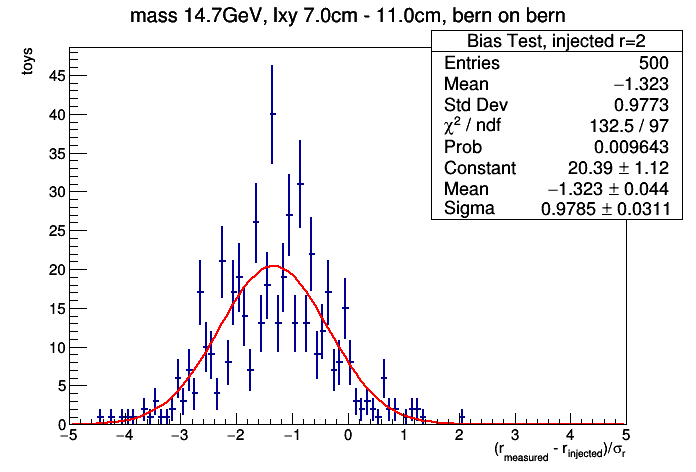 mass 14.7GeV, lxy 7.0cm - 11.0cm, bern on bern
Bias Test, injected r=2
Entries 500
Mean −1.323
Std Dev 0.9773
χ² / ndf 132.5 / 97
Prob 0.009643
Constant 20.39 ± 1.12
Mean −1.323 ± 0.044
Sigma 0.9785 ± 0.0311
toys
45
40
35
30
25
20
15
10
5
0
−5 −4 −3 −2 −1 0 1 2 3 4 5
(r_measured - r_injected)/σ_r